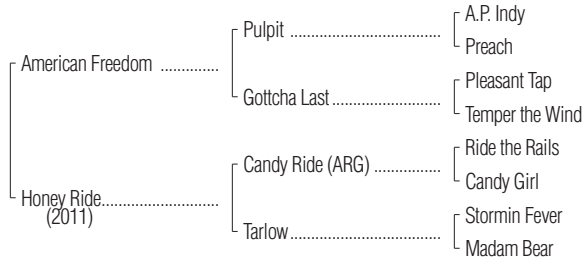 A.P. Indy
Pulpit ..............................
Preach
American Freedom ..............
Pleasant Tap
Gottcha Last ......................
Temper the Wind
Ride the Rails
Candy Ride (ARG) ................
Candy Girl
Honey Ride............................
(2011)
Stormin Fever
Tarlow ....................................
Madam Bear